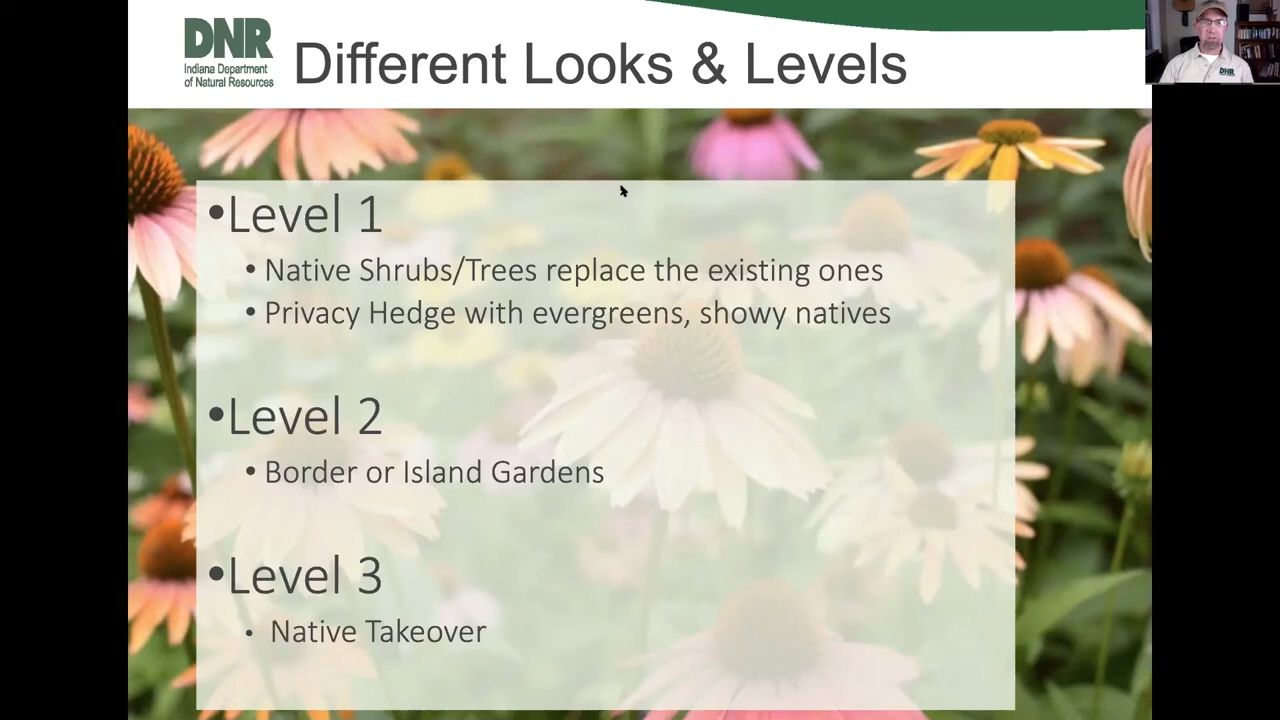 DNR
Indiana Department
of Natural Resources
Different Looks & Levels
•Level 1
• Native Shrubs/Trees replace the existing ones
• Privacy Hedge with evergreens, showy natives
•Level 2
• Border or Island Gardens
•Level 3
• Native Takeover
DNR